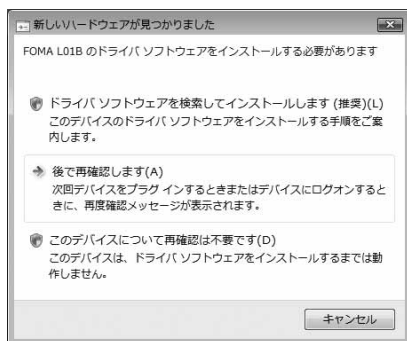 新しいハードウェアが見つかりました
FOMA L01B のドライバ ソフトウェアをインストールする必要があります
ドライバ ソフトウェアを検索してインストールします (推奨)(L)
このデバイスのドライバ ソフトウェアをインストールする手順をご案
内します。
後で再確認します(A)
次回デバイスをプラグ インするときまたはデバイスにログオンすると
きに、再度確認メッセージが表示されます。
このデバイスについて再確認は不要です(D)
このデバイスは、ドライバ ソフトウェアをインストールするまでは動
作しません。
キャンセル